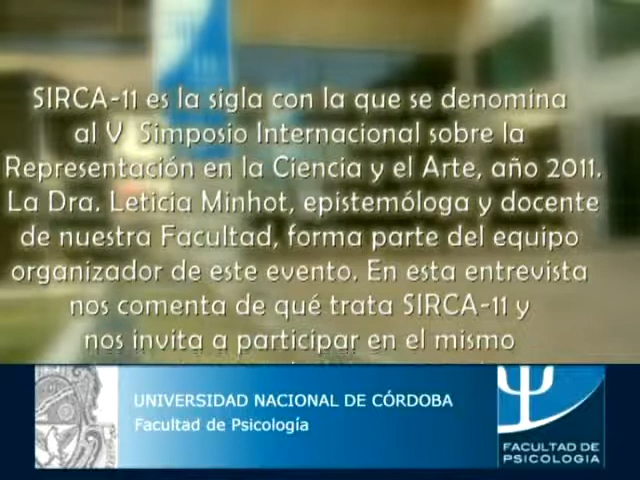 SIRCA-11 es la sigla con la que se denomina
al V Simposio Internacional sobre la
Representación en la Ciencia y el Arte, año 2011.
La Dra. Leticia Minhot, epistemóloga y docente
de nuestra Facultad, forma parte del equipo
organizador de este evento. En esta entrevista
nos comenta de qué trata SIRCA-11 y
nos invita a participar en el mismo
UNIVERSIDAD NACIONAL DE CÓRDOBA
Facultad de Psicología
FACULTAD DE
PSICOLOGIA